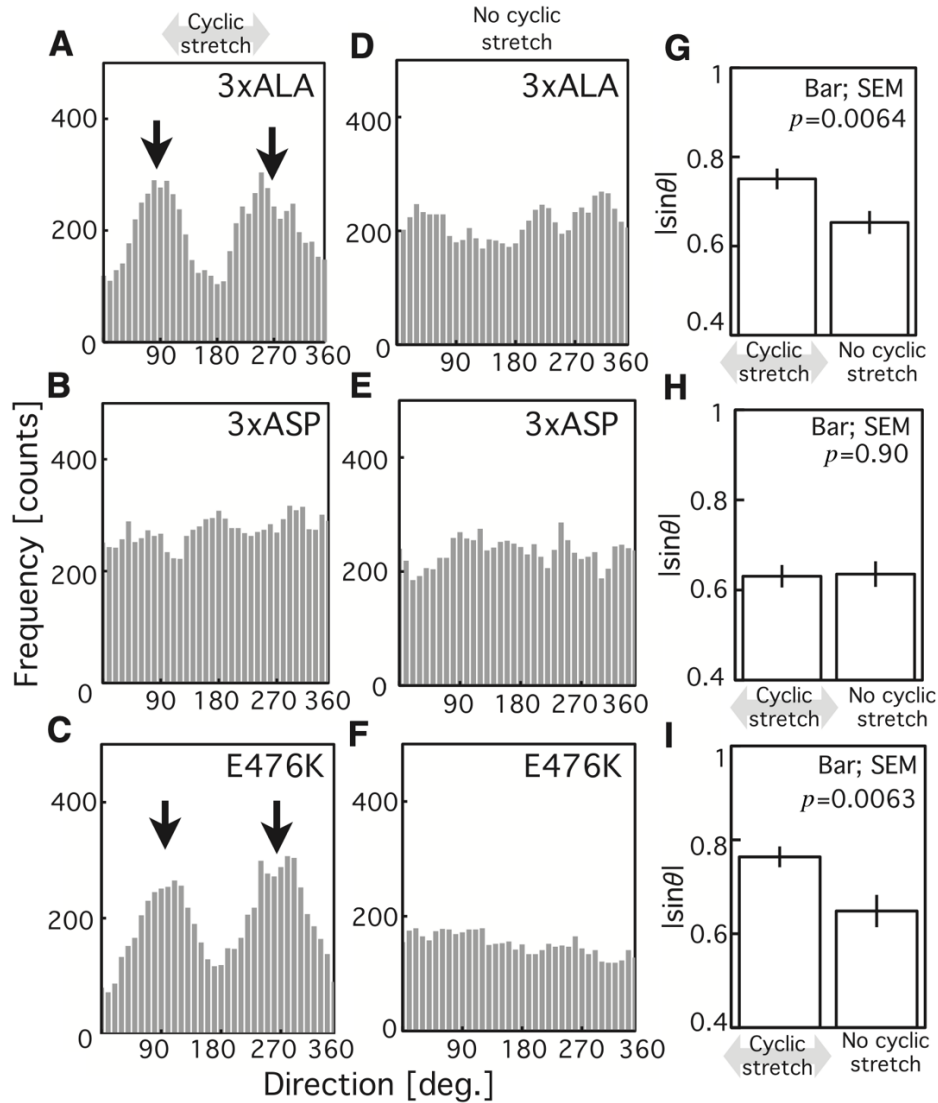 Cyclic
stretch
No cyclic
stretch
A
3xALA
400
200
0
90 180 270 360
D
3xALA
400
200
0
90 180 270 360
G
1
0.8
0.6
0.4
|sinθ|
Bar; SEM
p=0.0064
Cyclic
stretch
No cyclic
stretch
B
3xASP
400
200
0
90 180 270 360
E
3xASP
400
200
0
90 180 270 360
H
1
0.8
0.6
0.4
|sinθ|
Bar; SEM
p=0.90
Cyclic
stretch
No cyclic
stretch
Frequency [counts]
C
E476K
400
200
0
90 180 270 360
F
E476K
400
200
0
90 180 270 360
I
1
0.8
0.6
0.4
|sinθ|
Bar; SEM
p=0.0063
Cyclic
stretch
No cyclic
stretch
Direction [deg.]